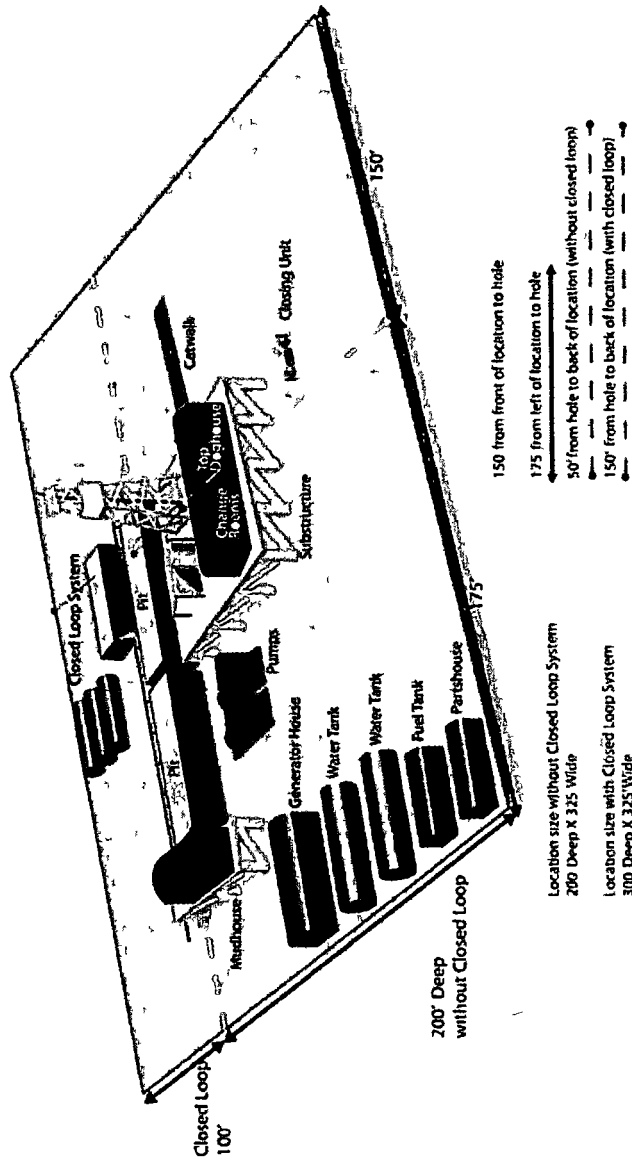 Closed Loop
100'
200' Deep
without Closed Loop
Closed Loop System
Pit
Pit
Mudhouse
Generator House
Water Tank
Water Tank
Fuel Tank
Partshouse
Pumps
Change
Rooms
Top
Doghouse
Substructure
Catwalk
Closing Unit
175'
150'
150 from front of location to hole
175 from left of location to hole
50' from hole to back of location (without closed loop)
150' from hole to back of location (with closed loop)
Location size without Closed Loop System
200 Deep X 325 Wide
Location size with Closed Loop System
300 Deep X 325' Wide